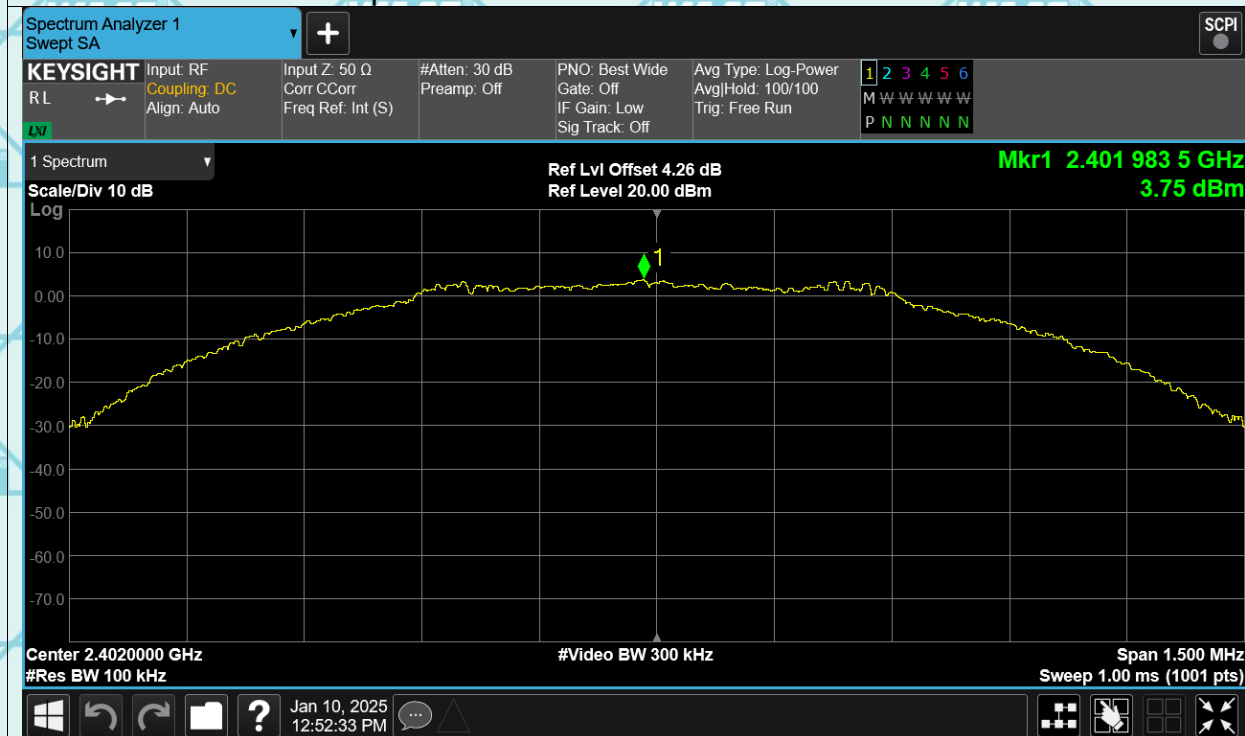 Spectrum Analyzer 1
Swept SA
+
SCPI
KEYSIGHT
RL
LXI
Input: RF
Coupling: DC
Align: Auto
Input Z: 50 Ω
Corr CCorr
Freq Ref: Int (S)
#Atten: 30 dB
Preamp: Off
PNO: Best Wide
Gate: Off
IF Gain: Low
Sig Track: Off
Avg Type: Log-Power
Avg|Hold: 100/100
Trig: Free Run
1 2 3 4 5 6
M W W W W W
P N N N N N
1 Spectrum
Scale/Div 10 dB
Ref Lvl Offset 4.26 dB
Ref Level 20.00 dBm
Mkr1 2.401 983 5 GHz
3.75 dBm
Log
1
10.0
0.00
-10.0
-20.0
-30.0
-40.0
-50.0
-60.0
-70.0
Center 2.4020000 GHz
#Res BW 100 kHz
#Video BW 300 kHz
Span 1.500 MHz
Sweep 1.00 ms (1001 pts)
?
Jan 10, 2025
12:52:33 PM